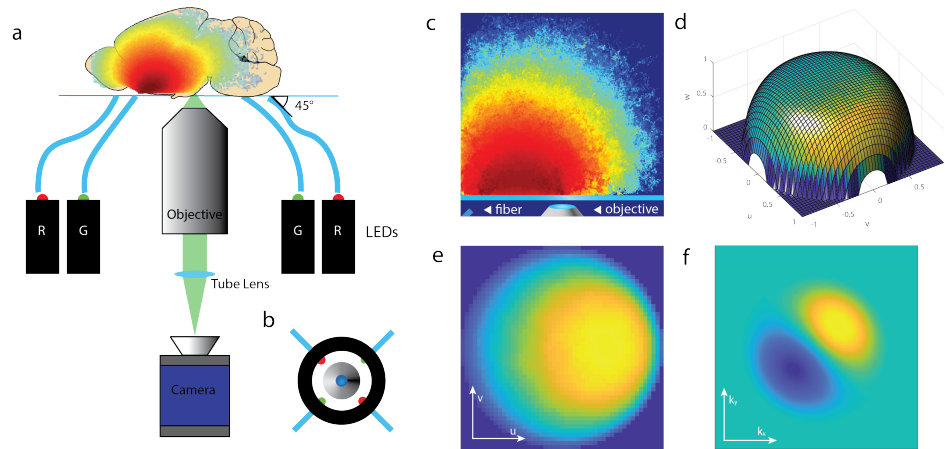 a
45°
R
G
Objective
G
R
LEDs
Tube Lens
Camera
b
c
◄ fiber
◄ objective
d
1
0.5
0
w
-1
-0.5
0
0.5
1
u
-1
-0.5
0
0.5
1
v
e
v
u
f
ky
kx